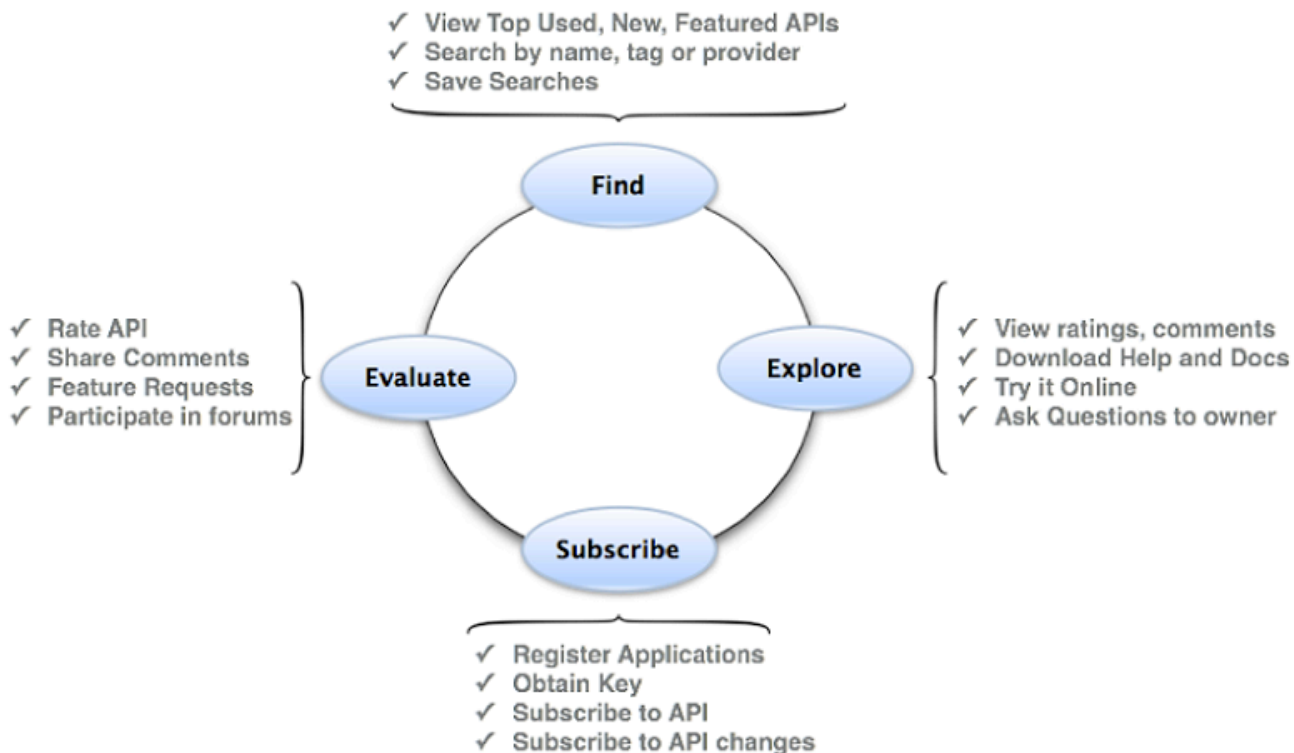 ✓ View Top Used, New, Featured APIs
✓ Search by name, tag or provider
✓ Save Searches
Find
✓ Rate API
✓ Share Comments
✓ Feature Requests
✓ Participate in forums
Evaluate
Explore
✓ View ratings, comments
✓ Download Help and Docs
✓ Try it Online
✓ Ask Questions to owner
Subscribe
✓ Register Applications
✓ Obtain Key
✓ Subscribe to API
✓ Subscribe to API changes